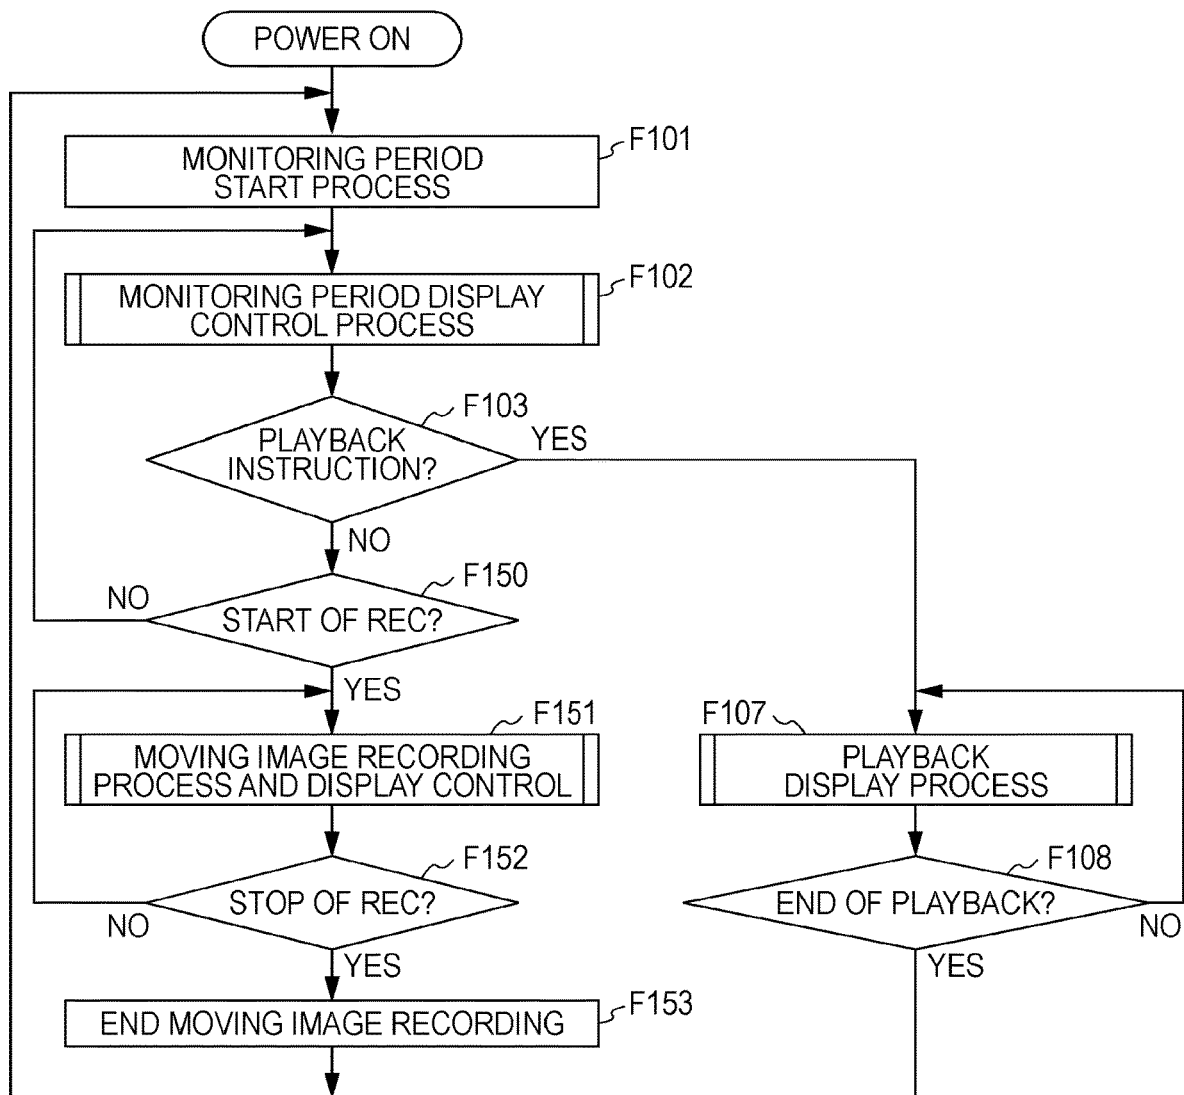 POWER ON
F101
MONITORING PERIOD
START PROCESS
F102
MONITORING PERIOD DISPLAY
CONTROL PROCESS
F103
PLAYBACK
INSTRUCTION?
YES
NO
F150
START OF REC?
NO
YES
F151
MOVING IMAGE RECORDING
PROCESS AND DISPLAY CONTROL
F152
STOP OF REC?
NO
YES
F153
END MOVING IMAGE RECORDING
F107
PLAYBACK
DISPLAY PROCESS
F108
END OF PLAYBACK?
NO
YES